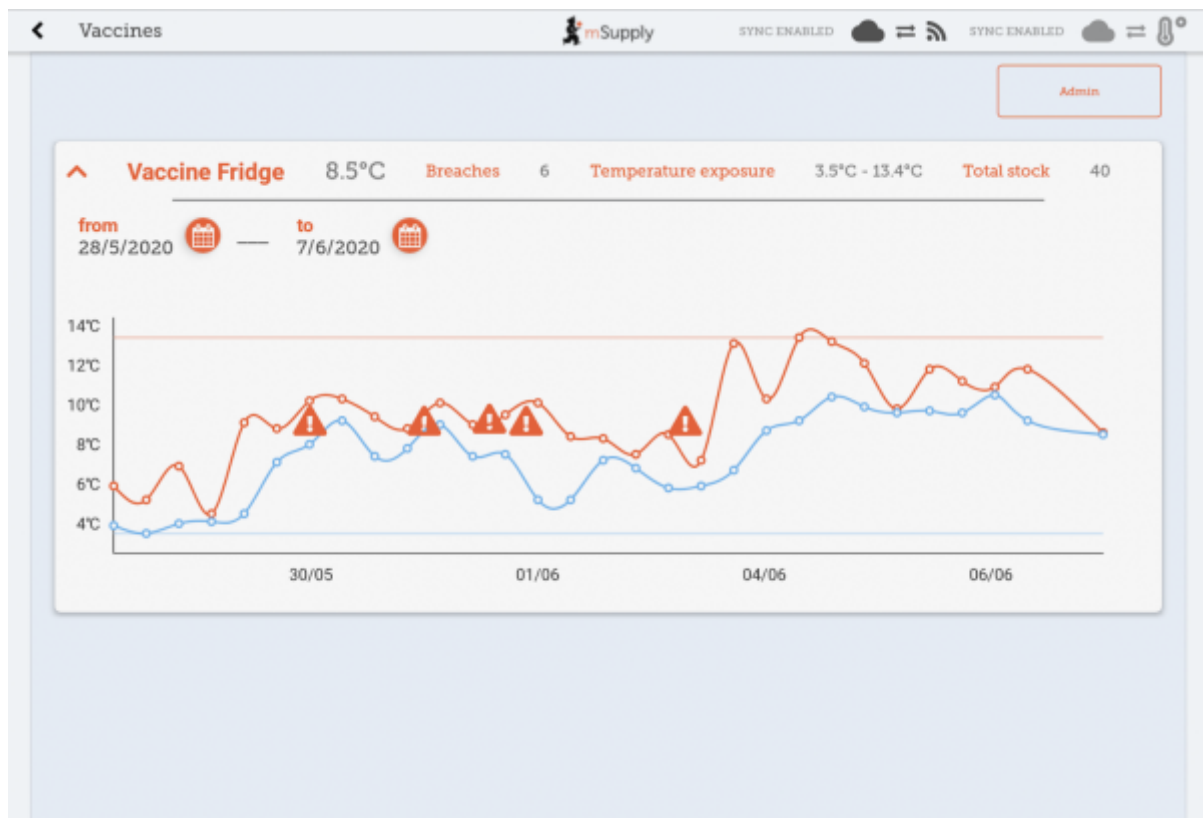 Vaccines mSupply SYNC ENABLED SYNC ENABLED
Admin
Vaccine Fridge 8.5°C Breaches 6 Temperature exposure 3.5°C - 13.4°C Total stock 40
from to
28/5/2020 7/6/2020
14℃
12℃
10℃
8℃
6℃
4℃
30/05 01/06 04/06 06/06